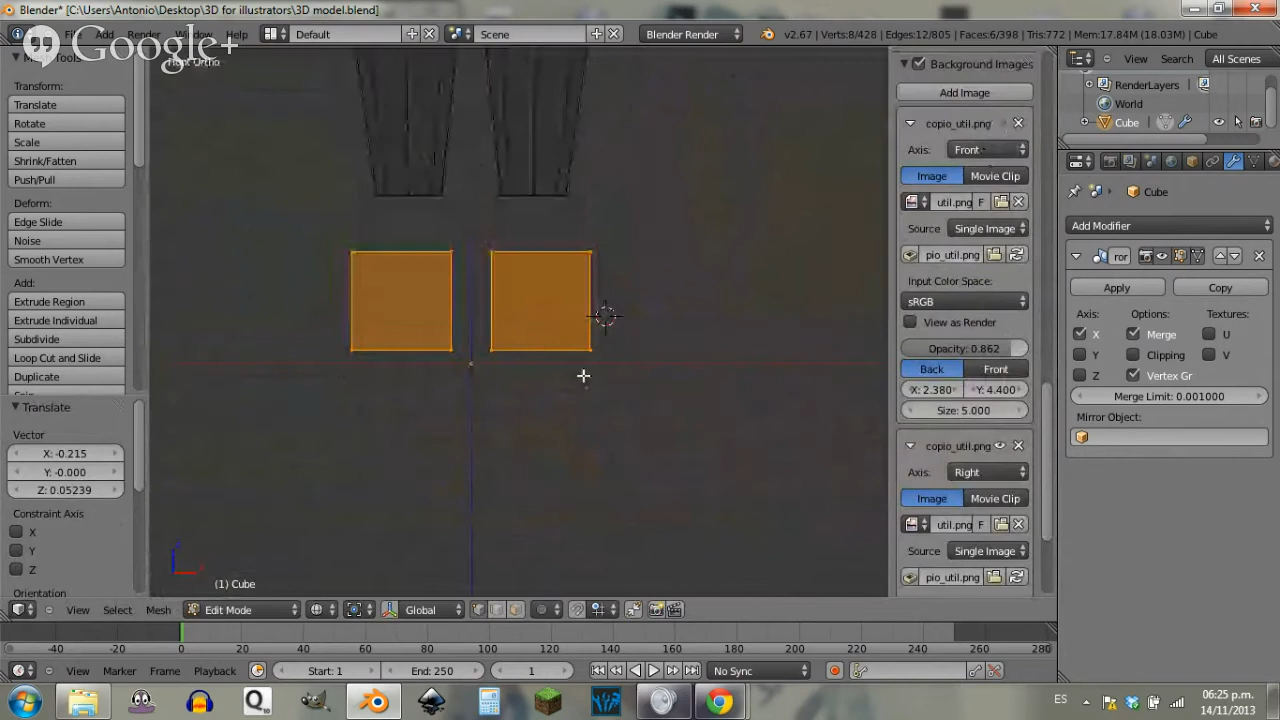 Blender* [C:\Users\Antonio\Desktop\3D for illustrators\3D model.blend]
File Add Render Window Help
Default
Scene
Blender Render
v2.67 | Verts:8/428 | Edges:12/805 | Faces:6/398 | Tris:772 | Mem:17.84M (18.03M) | Cube
Google+
Mesh Tools
Front Ortho
Transform:
Translate
Rotate
Scale
Shrink/Fatten
Push/Pull
Deform:
Edge Slide
Noise
Smooth Vertex
Add:
Extrude Region
Extrude Individual
Subdivide
Loop Cut and Slide
Duplicate
Translate
Vector
X: -0.215
Y: -0.000
Z: 0.05239
Constraint Axis
X
Y
Z
Orientation
(1) Cube
View Select Mesh Edit Mode Global
Background Images
Add Image
copio_util.png
Axis: Front
Image Movie Clip
util.png F
Source Single Image
pio_util.png
Input Color Space:
sRGB
View as Render
Opacity: 0.862
Back Front
X: 2.380 Y: 4.400
Size: 5.000
copio_util.png
Axis: Right
Image Movie Clip
util.png F
Source Single Image
pio_util.png
View Search All Scenes
RenderLayers
World
Cube
Cube
Add Modifier
ror
Apply Copy
Axis: Options: Textures:
X Merge U
Y Clipping V
Z Vertex Gr
Merge Limit: 0.001000
Mirror Object:
-40 -20 0 20 40 60 80 100 120 140 160 180 200 220 240 260 280
View Marker Frame Playback Start: 1 End: 250 1 No Sync
ES
06:25 p.m.
14/11/2013